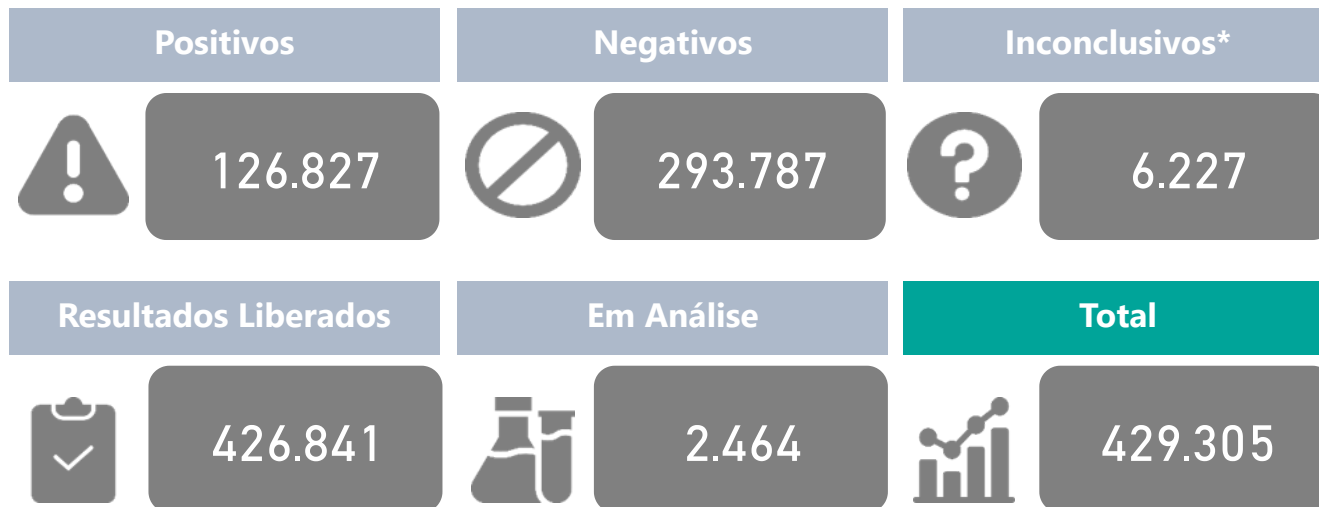 Positivos
Negativos
Inconclusivos*
126.827
293.787
6.227
Resultados Liberados
Em Análise
Total
426.841
2.464
429.305